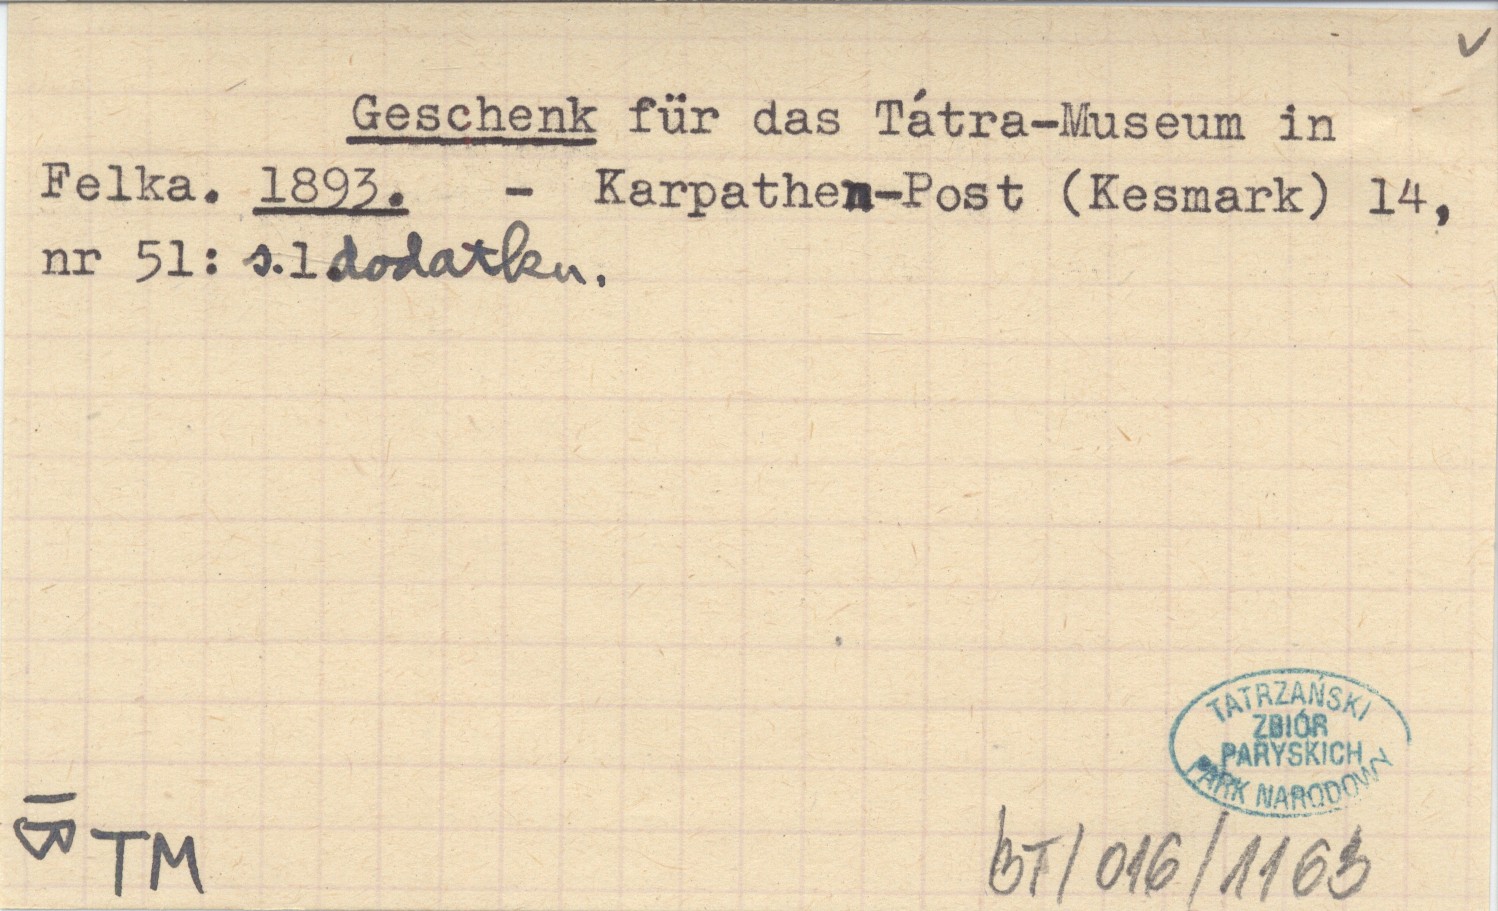 Geschenk für das Tátra-Museum in
Felka. 1893. - Karpathen-Post (Kesmark) 14,
nr 51: s.1 dodatku.
TATRZAŃSKI
ZBIÓR
PARYSKICH
PARK NARODOWY
TM
BT/016/1163